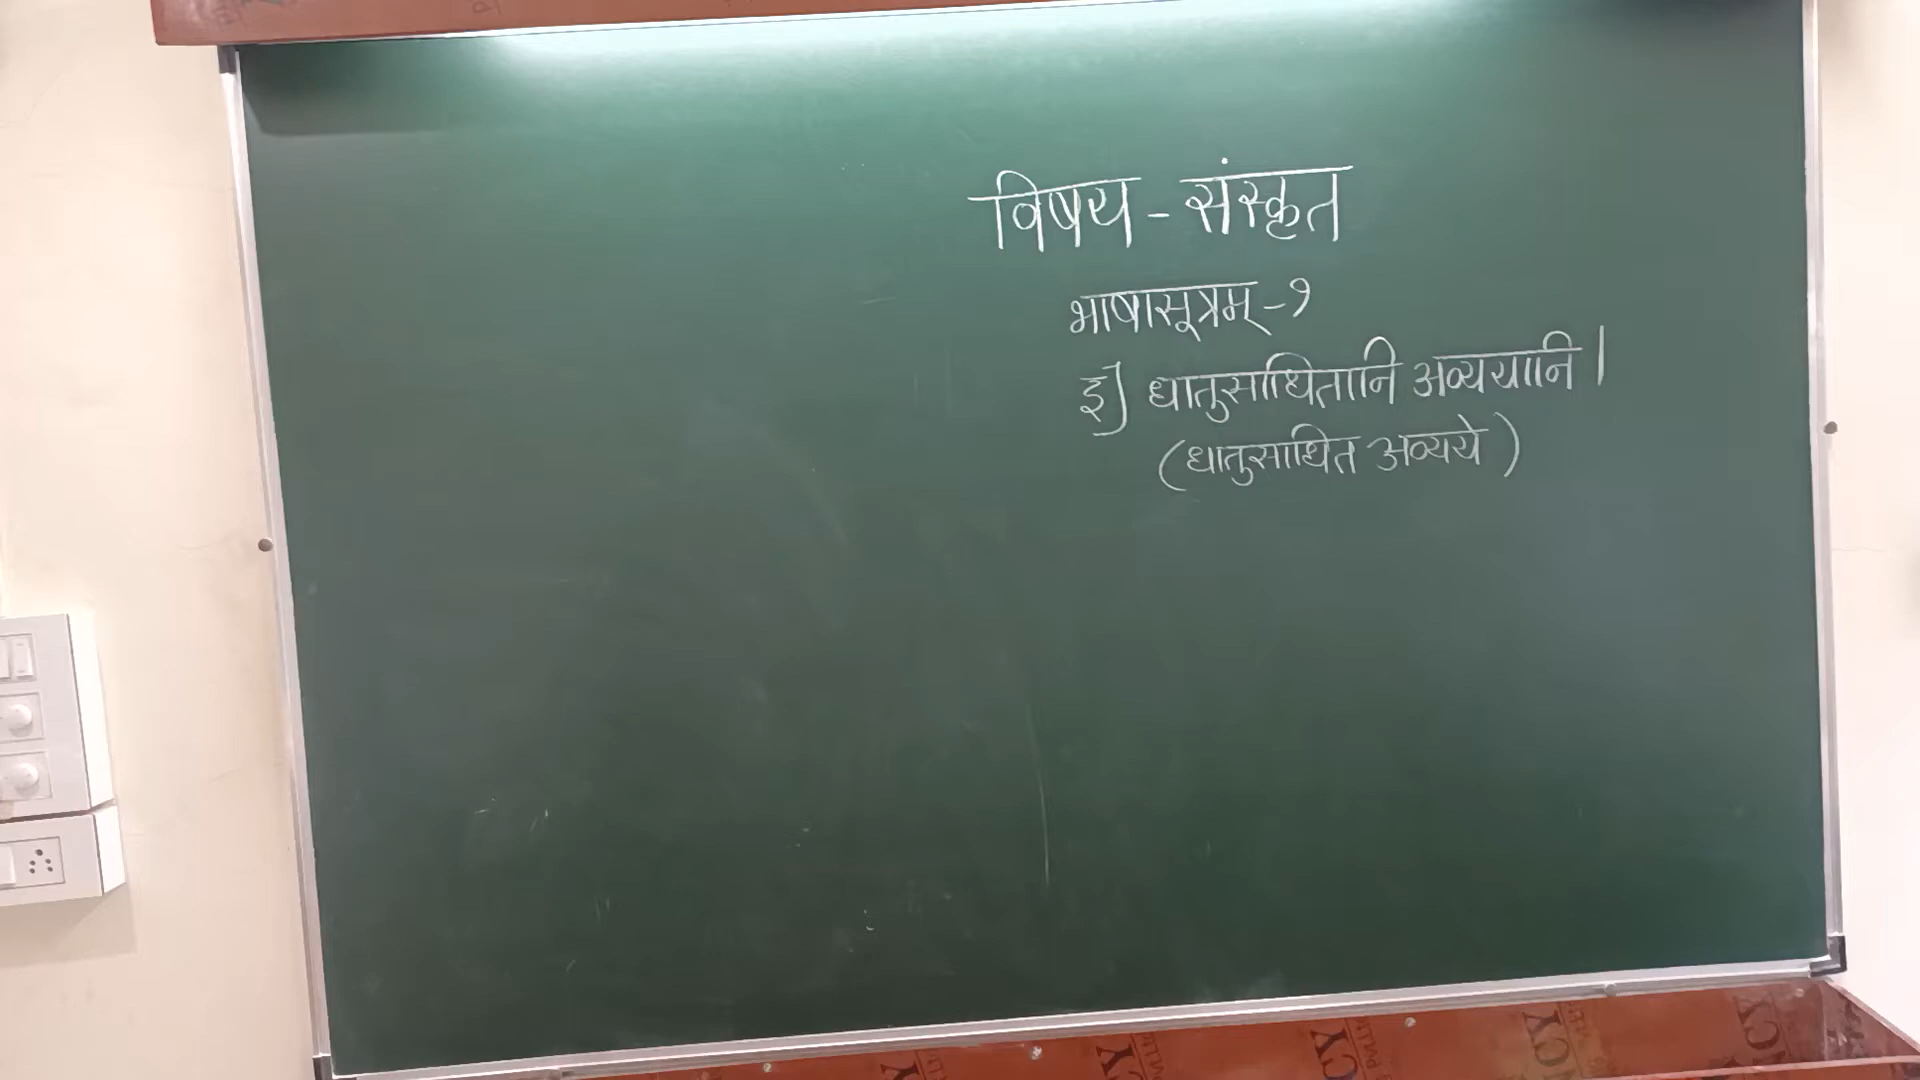 विषय - संस्कृत
भाषासूत्रम् - १
इ) धातुसाधितानि अव्ययानि।
(धातुसाधित अव्यये)